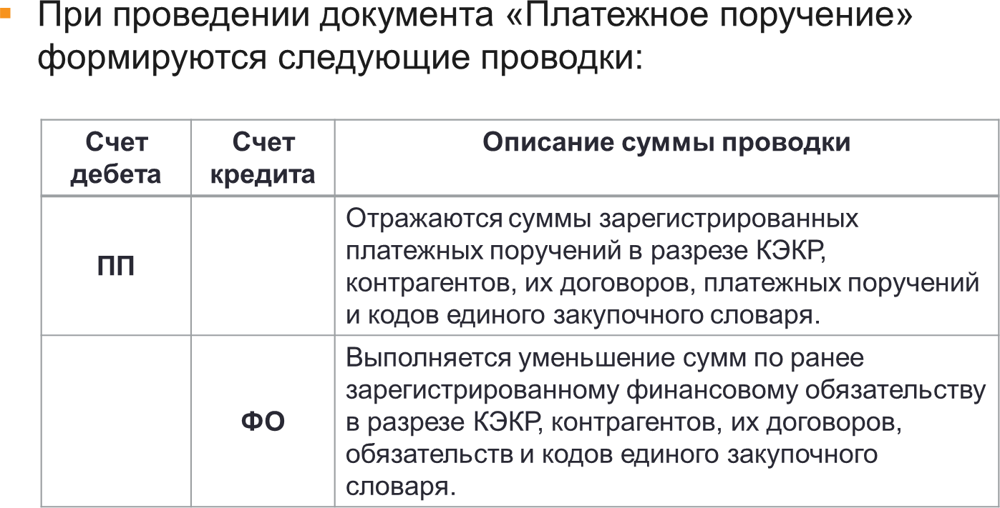 При проведении документа «Платежное поручение»
формируются следующие проводки:
Счет
дебета
Счет
кредита
Описание суммы проводки
ПП
Отражаются суммы зарегистрированных
платежных поручений в разрезе КЭКР,
контрагентов, их договоров, платежных поручений
и кодов единого закупочного словаря.
ФО
Выполняется уменьшение сумм по ранее
зарегистрированному финансовому обязательству
в разрезе КЭКР, контрагентов, их договоров,
обязательств и кодов единого закупочного
словаря.